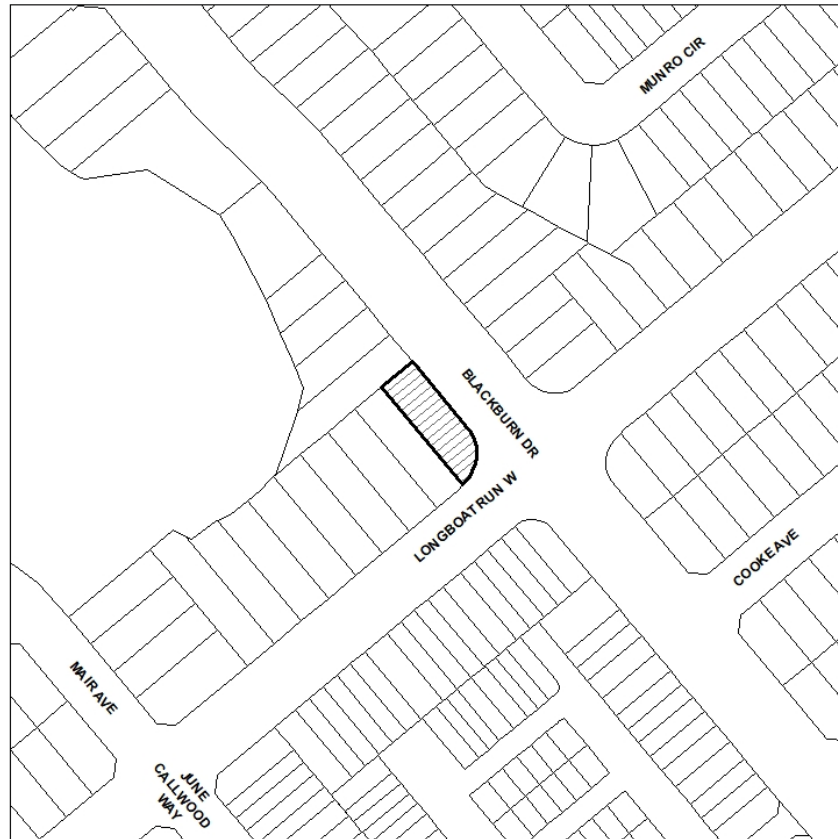 MUNRO CIR
BLACKBURN DR
LONGBOAT RUN W
COOKE AVE
MAIR AVE
JUNE
CALLWOOD
WAY